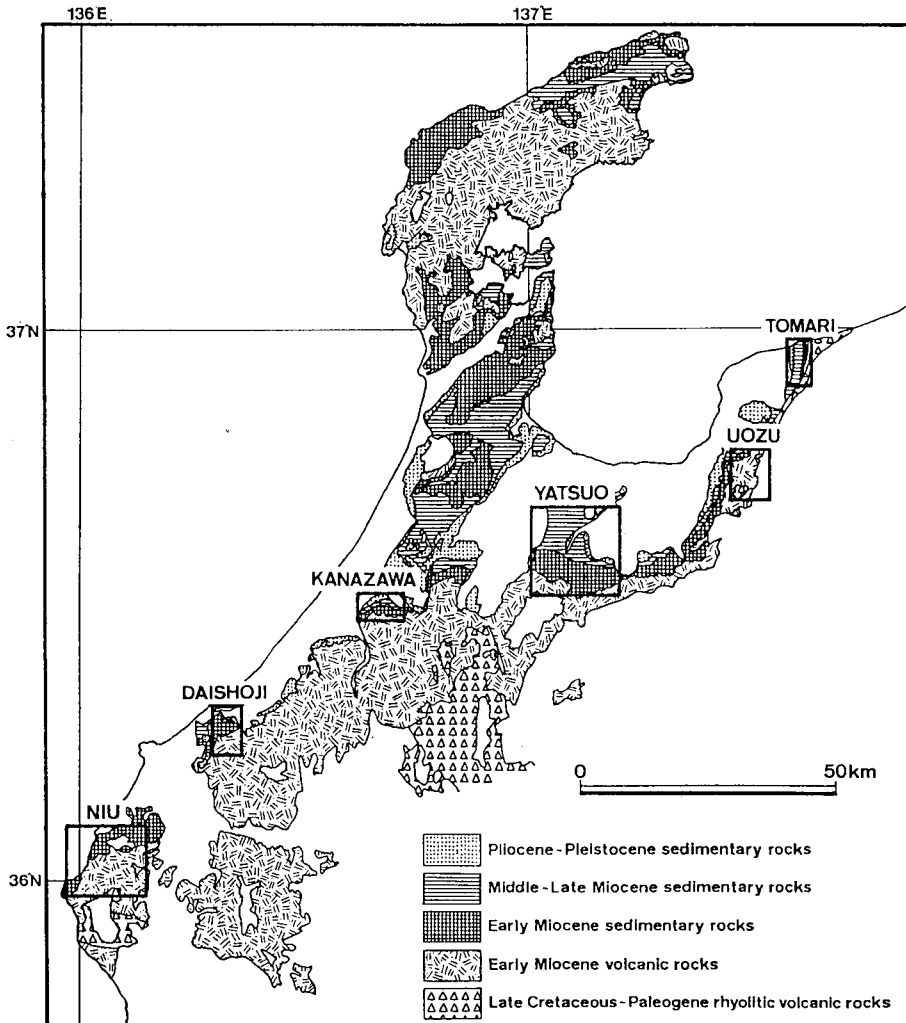 136°E
137°E
37°N
TOMARI
UOZU
YATSUO
KANAZAWA
DAISHOJI
0 50km
NIU
36°N
Pliocene-Pleistocene sedimentary rocks
Middle-Late Miocene sedimentary rocks
Early Miocene sedimentary rocks
Early Miocene volcanic rocks
Late Cretaceous-Paleogene rhyolitic volcanic rocks